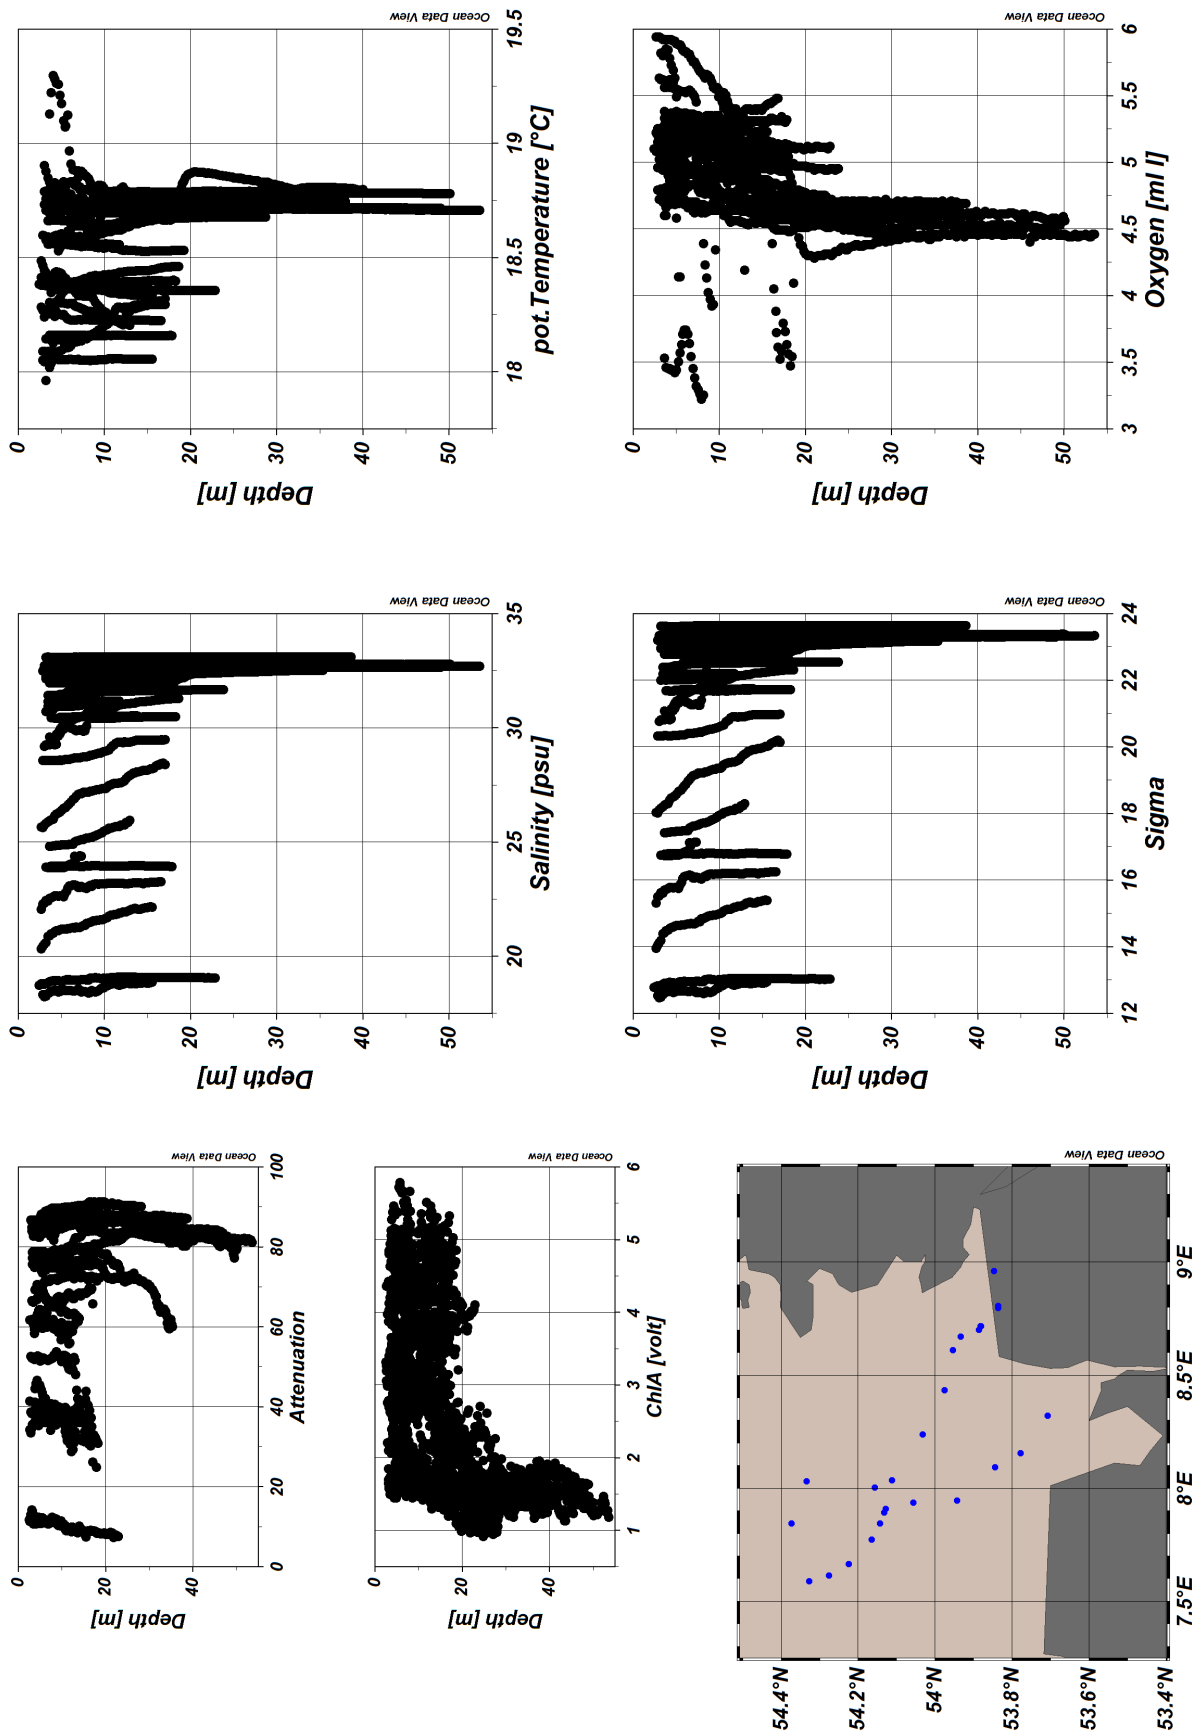 Ocean Data View
0
20
40
Depth [m]
0
20
40
60
80
100
Attenuation
Ocean Data View
0
20
40
Depth [m]
1
2
3
4
5
6
ChlA [volt]
Ocean Data View
54.4°N
54.2°N
54°N
53.8°N
53.6°N
53.4°N
7.5°E
8°E
8.5°E
9°E
Ocean Data View
0
10
20
30
40
50
Depth [m]
20
25
30
35
Salinity [psu]
Ocean Data View
0
10
20
30
40
50
Depth [m]
12
14
16
18
20
22
24
Sigma
Ocean Data View
0
10
20
30
40
50
Depth [m]
18
18.5
19
19.5
pot.Temperature [°C]
Ocean Data View
0
10
20
30
40
50
Depth [m]
3
3.5
4
4.5
5
5.5
6
Oxygen [ml l]
Ocean Data View